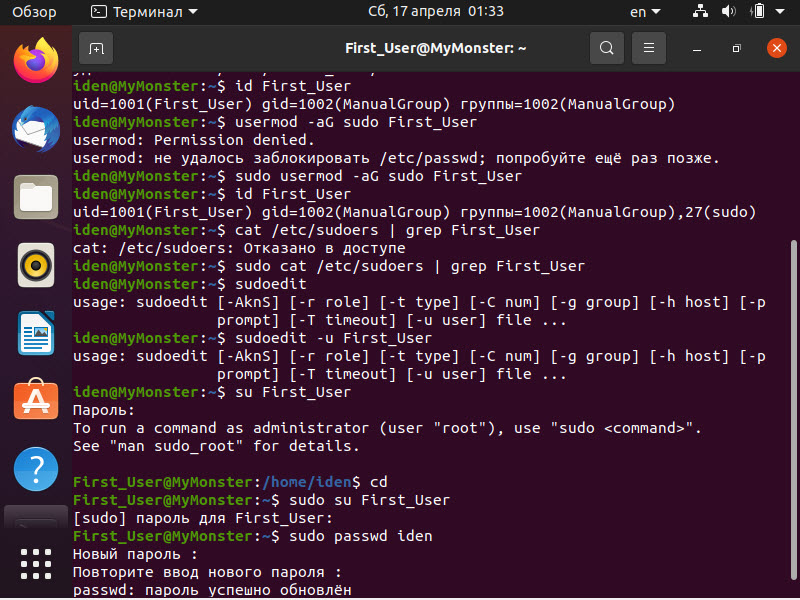 Обзор Терминал Сб, 17 апреля 01:33 en
First_User@MyMonster: ~
iden@MyMonster:~$ id First_User
uid=1001(First_User) gid=1002(ManualGroup) группы=1002(ManualGroup)
iden@MyMonster:~$ usermod -aG sudo First_User
usermod: Permission denied.
usermod: не удалось заблокировать /etc/passwd; попробуйте ещё раз позже.
iden@MyMonster:~$ sudo usermod -aG sudo First_User
iden@MyMonster:~$ id First_User
uid=1001(First_User) gid=1002(ManualGroup) группы=1002(ManualGroup),27(sudo)
iden@MyMonster:~$ cat /etc/sudoers | grep First_User
cat: /etc/sudoers: Отказано в доступе
iden@MyMonster:~$ sudo cat /etc/sudoers | grep First_User
iden@MyMonster:~$ sudoedit
usage: sudoedit [-AknS] [-r role] [-t type] [-C num] [-g group] [-h host] [-p
prompt] [-T timeout] [-u user] file ...
iden@MyMonster:~$ sudoedit -u First_User
usage: sudoedit [-AknS] [-r role] [-t type] [-C num] [-g group] [-h host] [-p
prompt] [-T timeout] [-u user] file ...
iden@MyMonster:~$ su First_User
Пароль:
To run a command as administrator (user "root"), use "sudo <command>".
See "man sudo_root" for details.
First_User@MyMonster:/home/iden$ cd
First_User@MyMonster:~$ sudo su First_User
[sudo] пароль для First_User:
First_User@MyMonster:~$ sudo passwd iden
Новый пароль :
Повторите ввод нового пароля :
passwd: пароль успешно обновлён